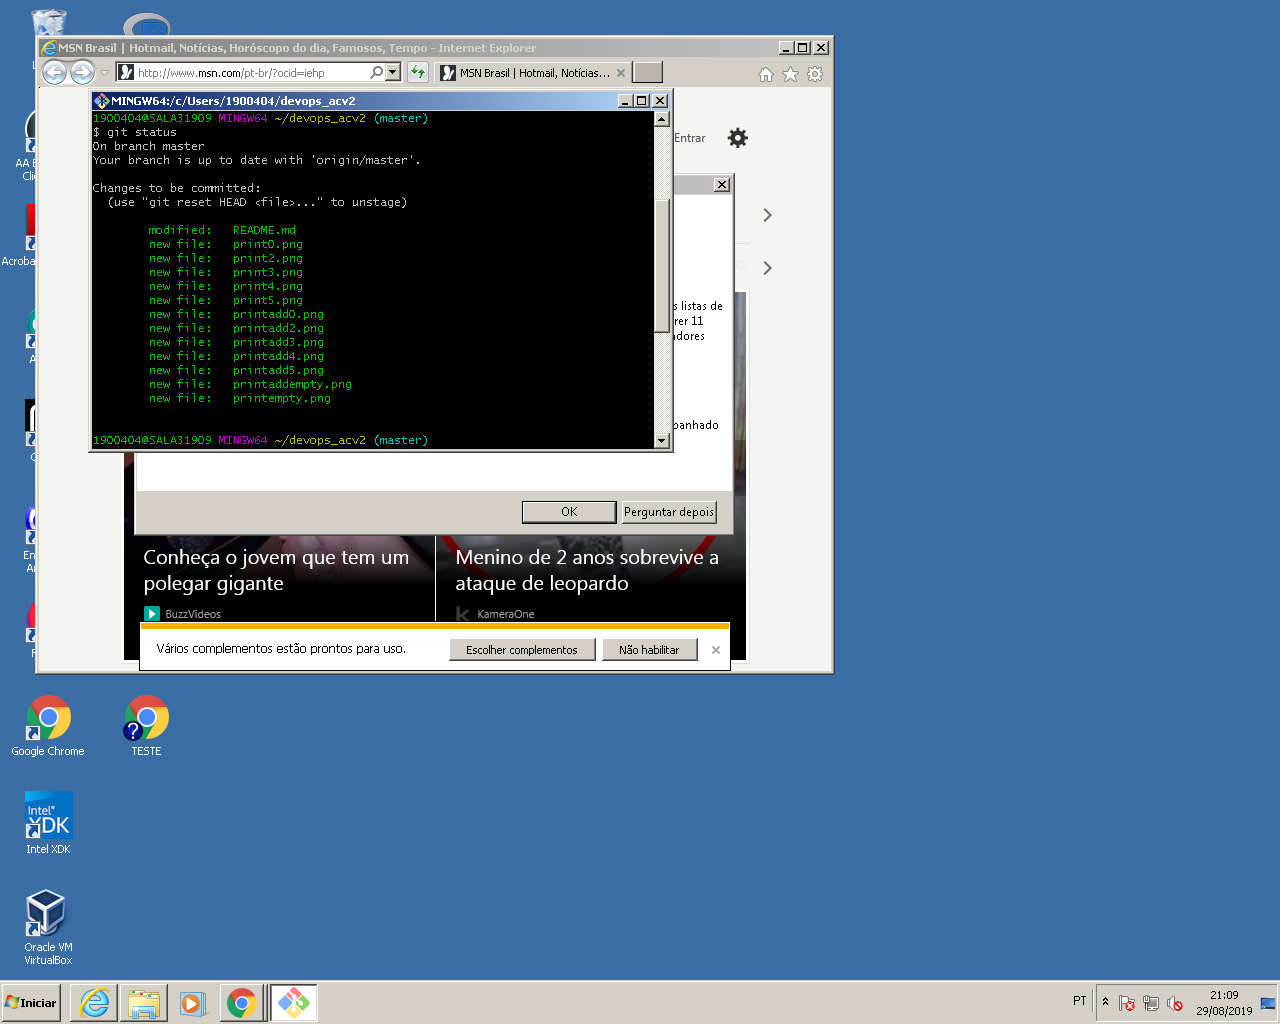 MSN Brasil | Hotmail, Notícias, Horóscopo do dia, Famosos, Tempo - Internet Explorer
http://www.msn.com/pt-br/?ocid=iehp
MSN Brasil | Hotmail, Notícias...
MINGW64:/c/Users/1900404/devops_acv2
1900404@SALA31909 MINGW64 ~/devops_acv2 (master)
$ git status
On branch master
Your branch is up to date with 'origin/master'.
Changes to be committed:
(use "git reset HEAD <file>..." to unstage)
modified: README.md
new file: print0.png
new file: print2.png
new file: print3.png
new file: print4.png
new file: print5.png
new file: printadd0.png
new file: printadd2.png
new file: printadd3.png
new file: printadd4.png
new file: printadd5.png
new file: printaddempty.png
new file: printempty.png
1900404@SALA31909 MINGW64 ~/devops_acv2 (master)
Entrar
s listas de
rer 11
adores
panhado
OK
Perguntar depois
Conheça o jovem que tem um
polegar gigante
BuzzVideos
Menino de 2 anos sobrevive a
ataque de leopardo
KameraOne
Vários complementos estão prontos para uso.
Escolher complementos
Não habilitar
AA
Acroba
Google Chrome
TESTE
intel
XDK
Intel XDK
Oracle VM
VirtualBox
Iniciar
PT
21:09
29/08/2019